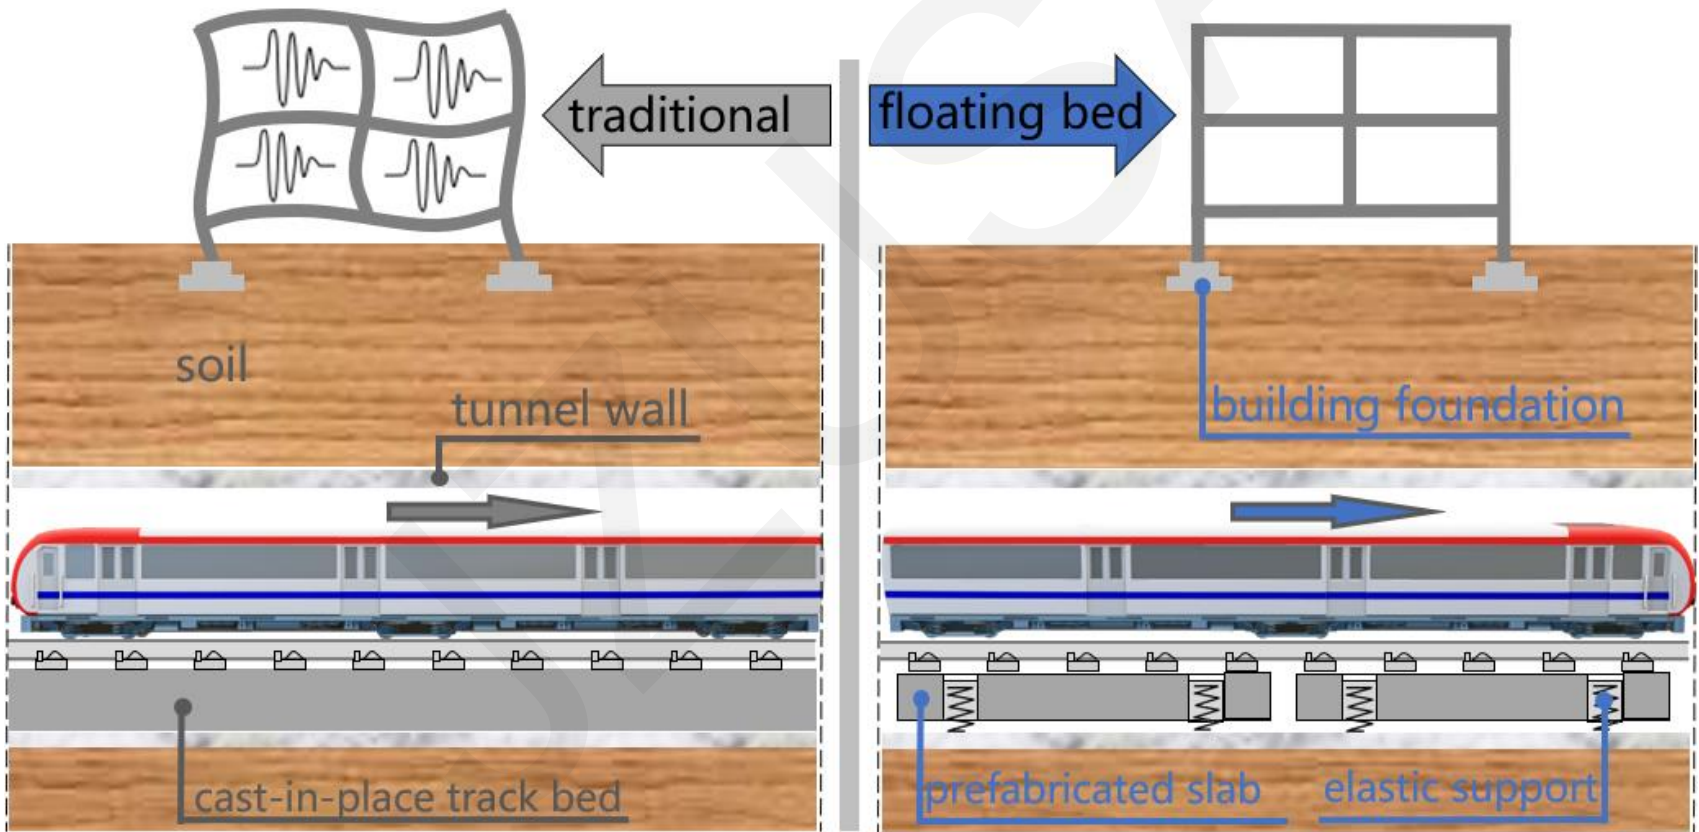 traditional
floating bed
soil
tunnel wall
building foundation
cast-in-place track bed
prefabricated slab
elastic support